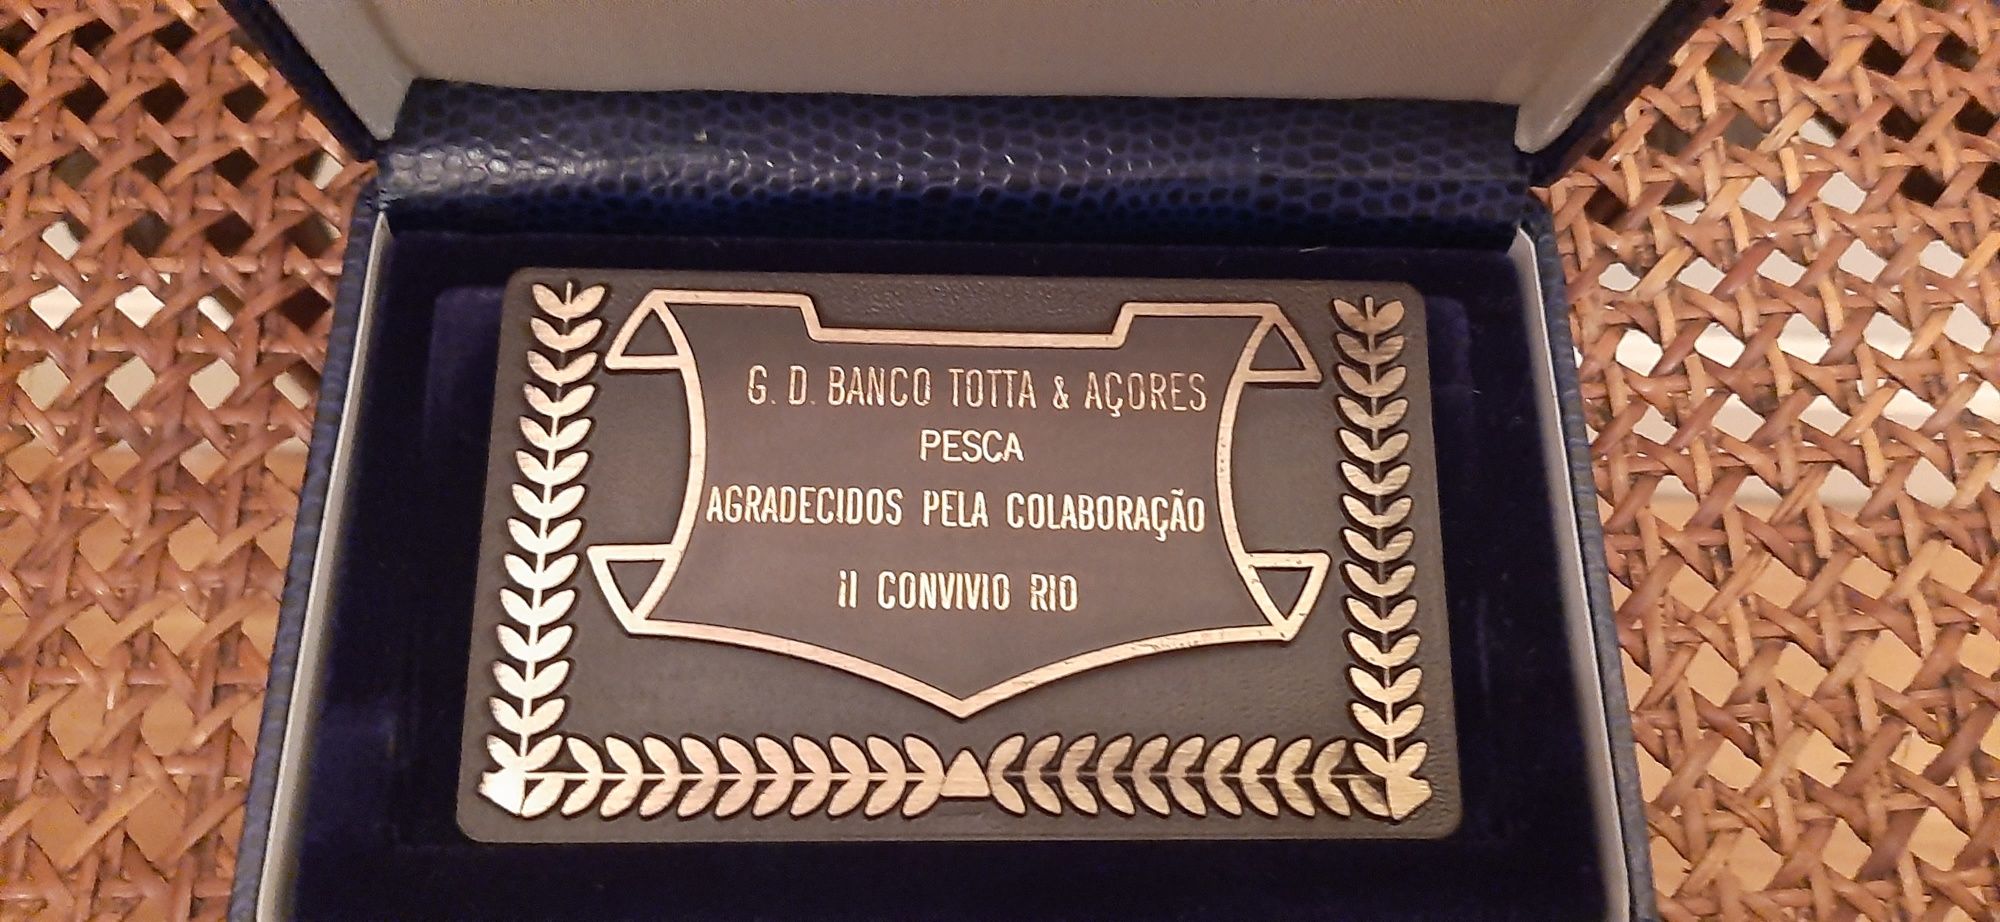 G. D. BANCO TOTTA & AÇORES
PESCA
AGRADECIDOS PELA COLABORAÇÃO
II CONVIVIO RIO